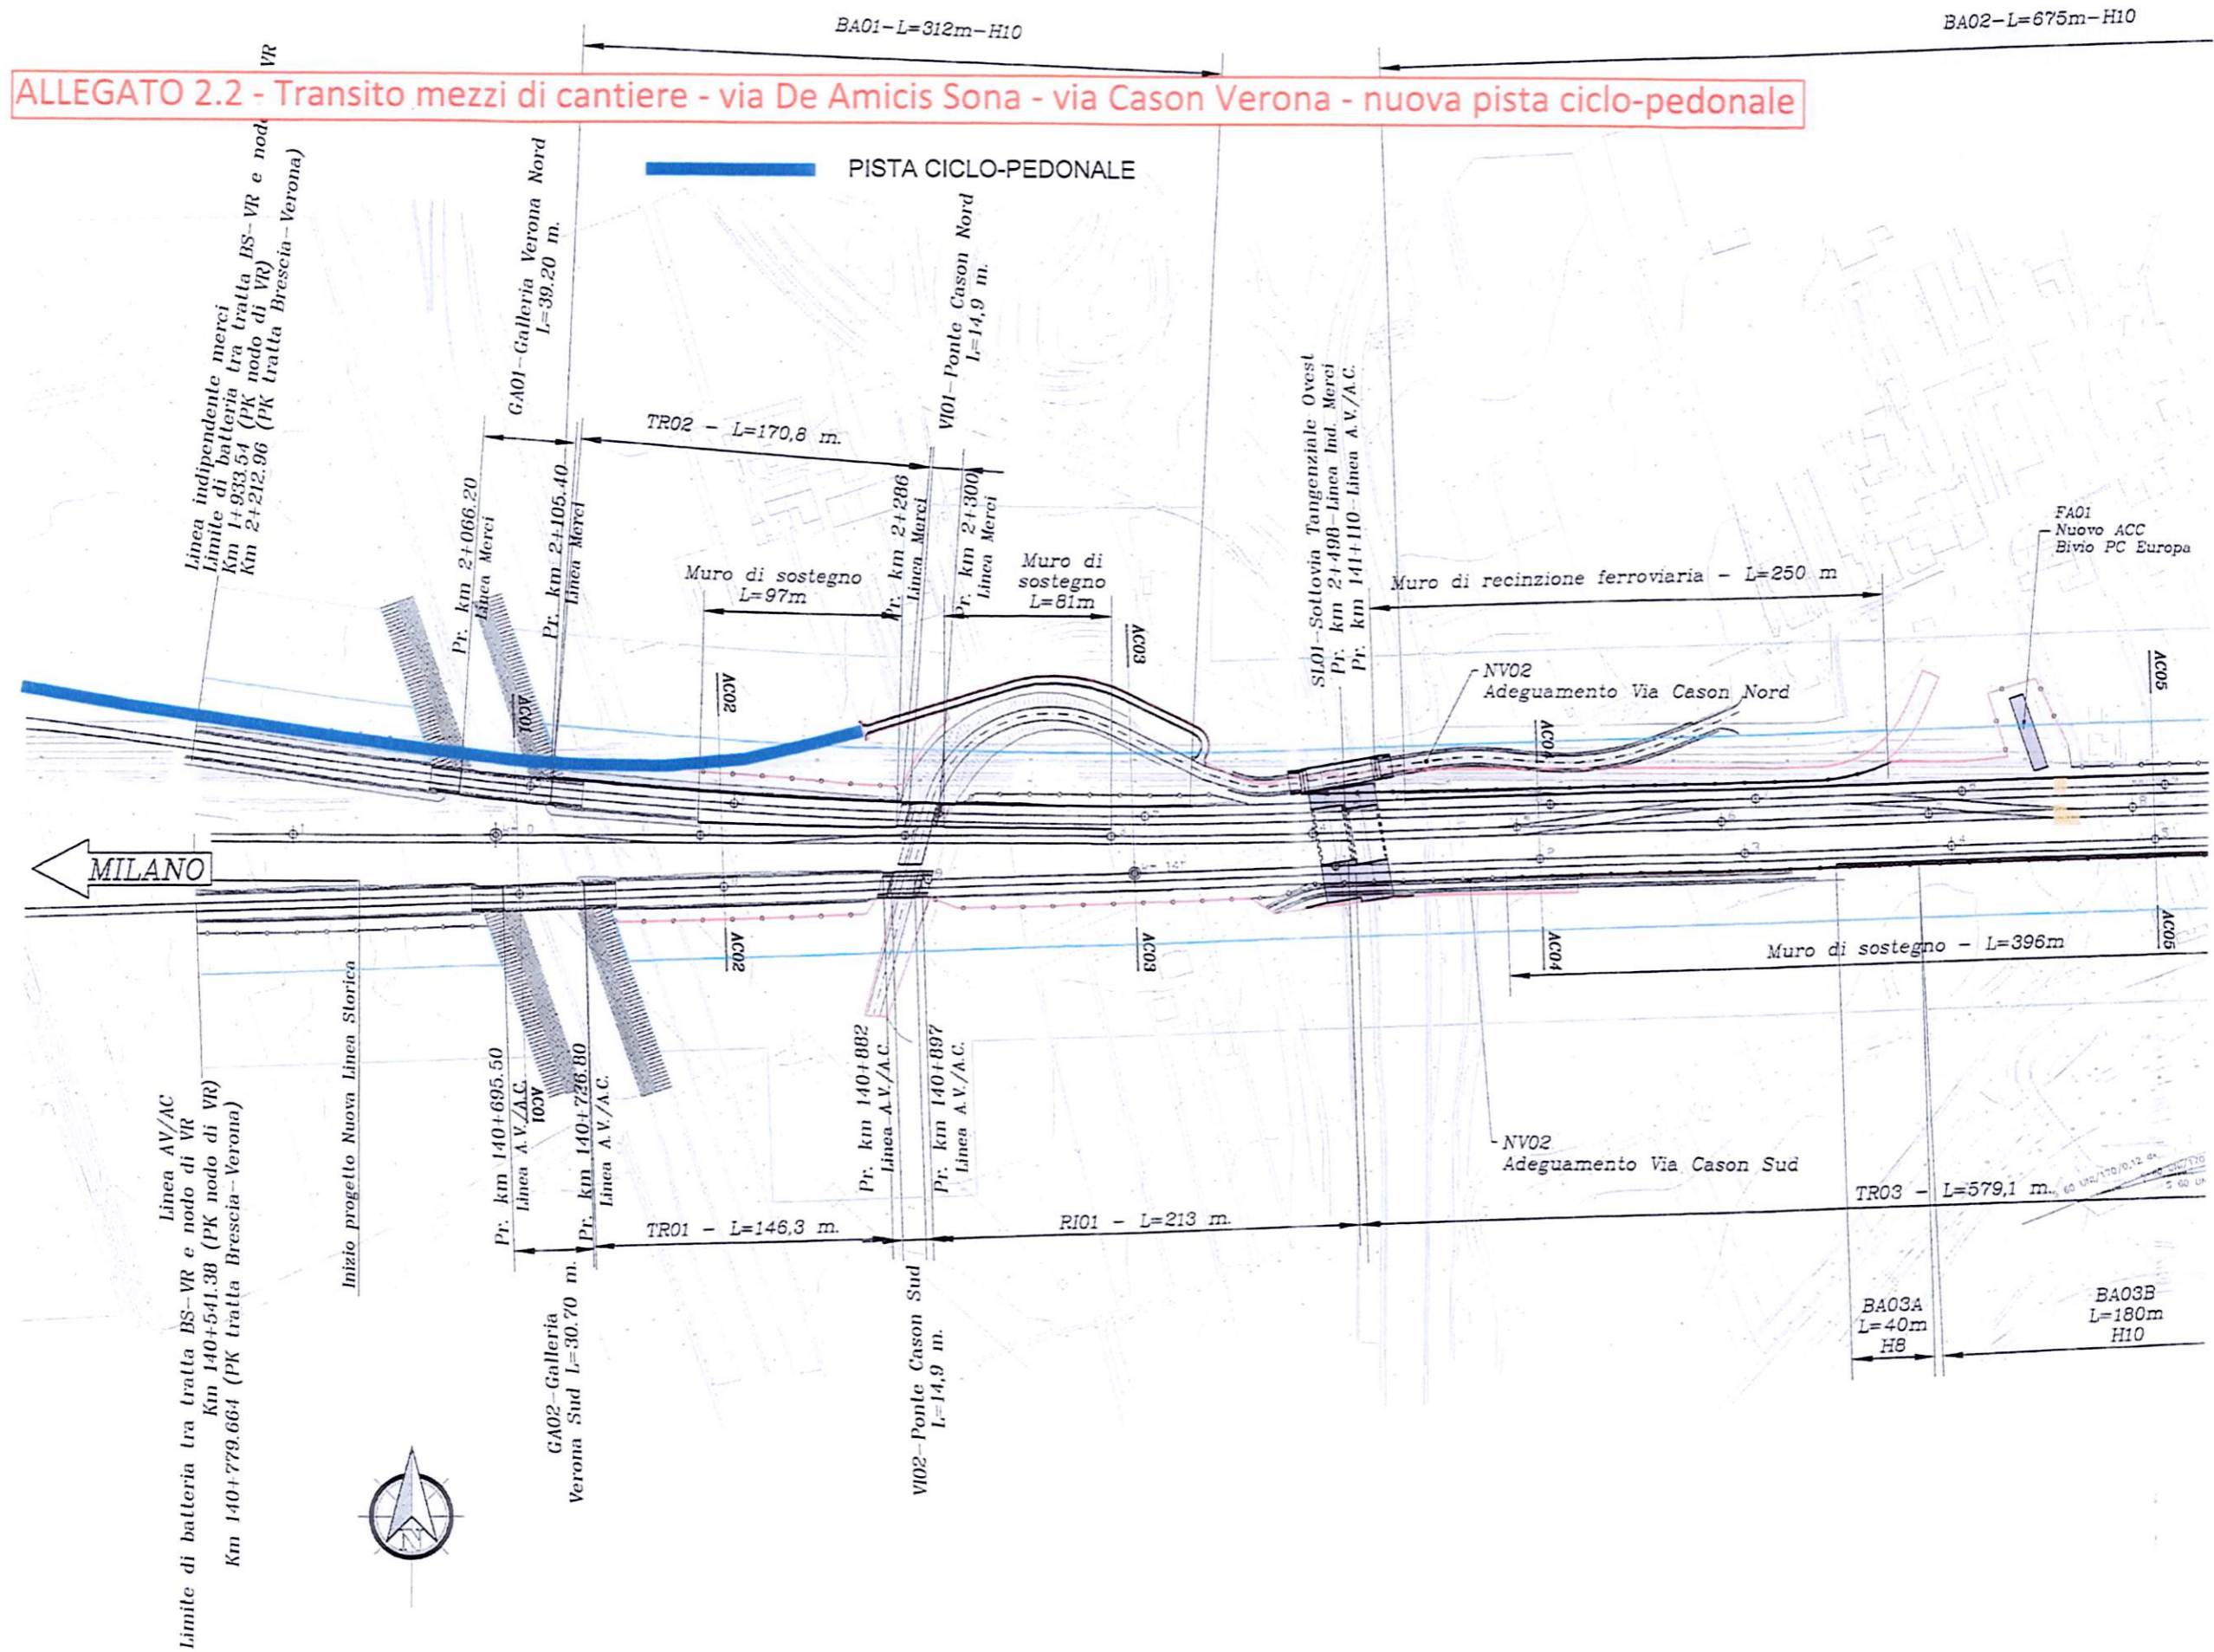 BA01-L=312m-H10
BA02-L=675m-H10
ALLEGATO 2.2 - Transito mezzi di cantiere - via De Amicis Sona - via Cason Verona - nuova pista ciclo-pedonale
PISTA CICLO-PEDONALE
Linea indipendente merci
Limite di batteria tra tratta BS-VR e nodo VR
Km 1+933.54 (PK nodo di VR)
Km 2+212.96 (PK tratta Brescia-Verona)
GA01-Galleria Verona Nord
L=39.20 m.
TR02 - L=170,8 m.
VI01-Ponte Cason Nord
L=14,9 m.
Pr. km 2+066.20
Linea Merci
Pr. km 2+105.40
Linea Merci
Pr. km 2+286
Linea Merci
Pr. km 2+300
Linea Merci
Muro di sostegno
L=97m
Muro di
sostegno
L=81m
SL01-Sottovia Tangenziale Ovest
Pr. km 2+498-Linea Ind. Merci
Pr. km 141+110-Linea A.V./A.C.
Muro di recinzione ferroviaria - L=250 m
FA01
Nuovo ACC
Bivio PC Europa
NV02
Adeguamento Via Cason Nord
AC01
AC02
AC03
AC04
AC05
MILANO
AC02
AC03
AC04
AC05
Muro di sostegno - L=396m
Inizio progetto Nuova Linea Storica
Linea AV/AC
Limite di batteria tra tratta BS-VR e nodo di VR
Km 140+541.38 (PK nodo di VR)
Km 140+779.664 (PK tratta Brescia-Verona)
Pr. km 140+695.50
Linea A.V./A.C.
AC01
Pr. km 140+726.80
Linea A.V./A.C.
Pr. km 140+882
Linea A.V./A.C.
Pr. km 140+897
Linea A.V./A.C.
NV02
Adeguamento Via Cason Sud
TR01 - L=146,3 m.
RI01 - L=213 m.
TR03 - L=579,1 m.
GA02-Galleria
Verona Sud L=30.70 m.
VI02-Ponte Cason Sud
L=14,9 m.
BA03A
L=40m
H8
BA03B
L=180m
H10
N